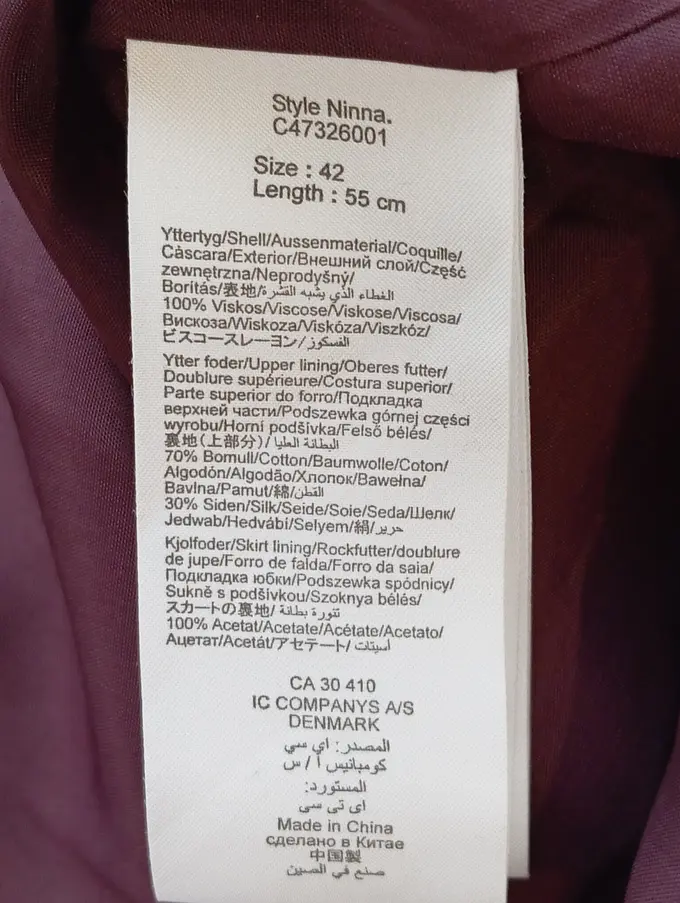 Style Ninna.
C47326001
Size : 42
Length : 55 cm
Yttertyg/Shell/Aussenmaterial/Coquille/
Càscara/Exterior/Внешний слой/Część
zewnętrzna/Neprodyšný/
Borítás/表地/الغطاء الذي يشبه القشرة
100% Viskos/Viscose/Viskose/Viscosa/
Вискоза/Wiskoza/Viskóza/Viszkóz/
ビスコースレーヨン/الفسكوز
Ytter foder/Upper lining/Oberes futter/
Doublure supérieure/Costura superior/
Parte superior do forro/Подкладка
верхней части/Podszewka górnej części
wyrobu/Horní podšívka/Felső bélés/
裏地(上部分)/البطانة العليا
70% Bomull/Cotton/Baumwolle/Coton/
Algodón/Algodão/Хлопок/Bawełna/
Bavlna/Pamut/綿/القطن
30% Siden/Silk/Seide/Soie/Seda/Шелк/
Jedwab/Hedvábí/Selyem/絹/حرير
Kjolfoder/Skirt lining/Rockfutter/doublure
de jupe/Forro de falda/Forro da saia/
Подкладка юбки/Podszewka spódnicy/
Sukně s podšívkou/Szoknya bélés/
スカートの裏地/تنورة بطانة
100% Acetat/Acetate/Acétate/Acetato/
Ацетат/Acetát/アセテート/أسيتات
CA 30 410
IC COMPANYS A/S
DENMARK
المصدر: اي سي
كومبانيس أ / س
المستورد:
اي تي سي
Made in China
сделано в Китае
中国製
صنع في الصين